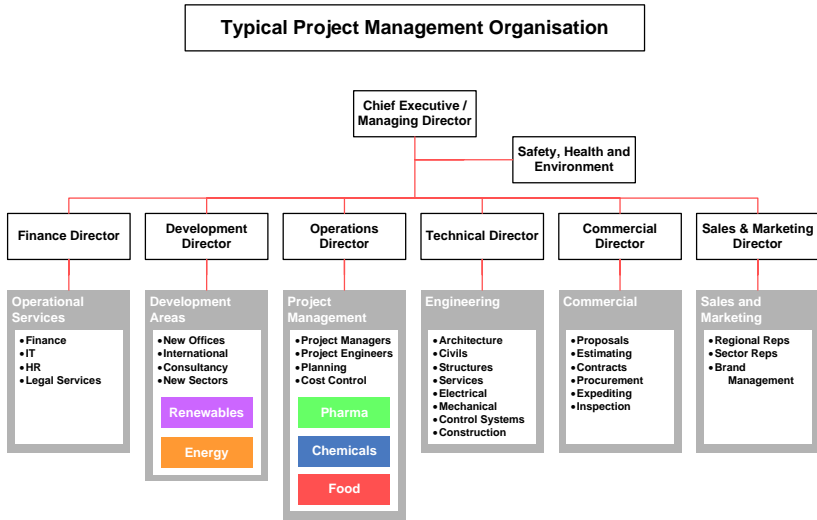 Typical Project Management Organisation
Chief Executive /
Managing Director
Safety, Health and
Environment
Finance Director
Development
Director
Operations
Director
Technical Director
Commercial
Director
Sales & Marketing
Director
Operational
Services
•Finance
•IT
•HR
•Legal Services
Development
Areas
•New Offices
•International
•Consultancy
•New Sectors
Renewables
Energy
Project
Management
•Project Managers
•Project Engineers
•Planning
•Cost Control
Pharma
Chemicals
Food
Engineering
•Architecture
•Civils
•Structures
•Services
•Electrical
•Mechanical
•Control Systems
•Construction
Commercial
•Proposals
•Estimating
•Contracts
•Procurement
•Expediting
•Inspection
Sales and
Marketing
•Regional Reps
•Sector Reps
•Brand
Management